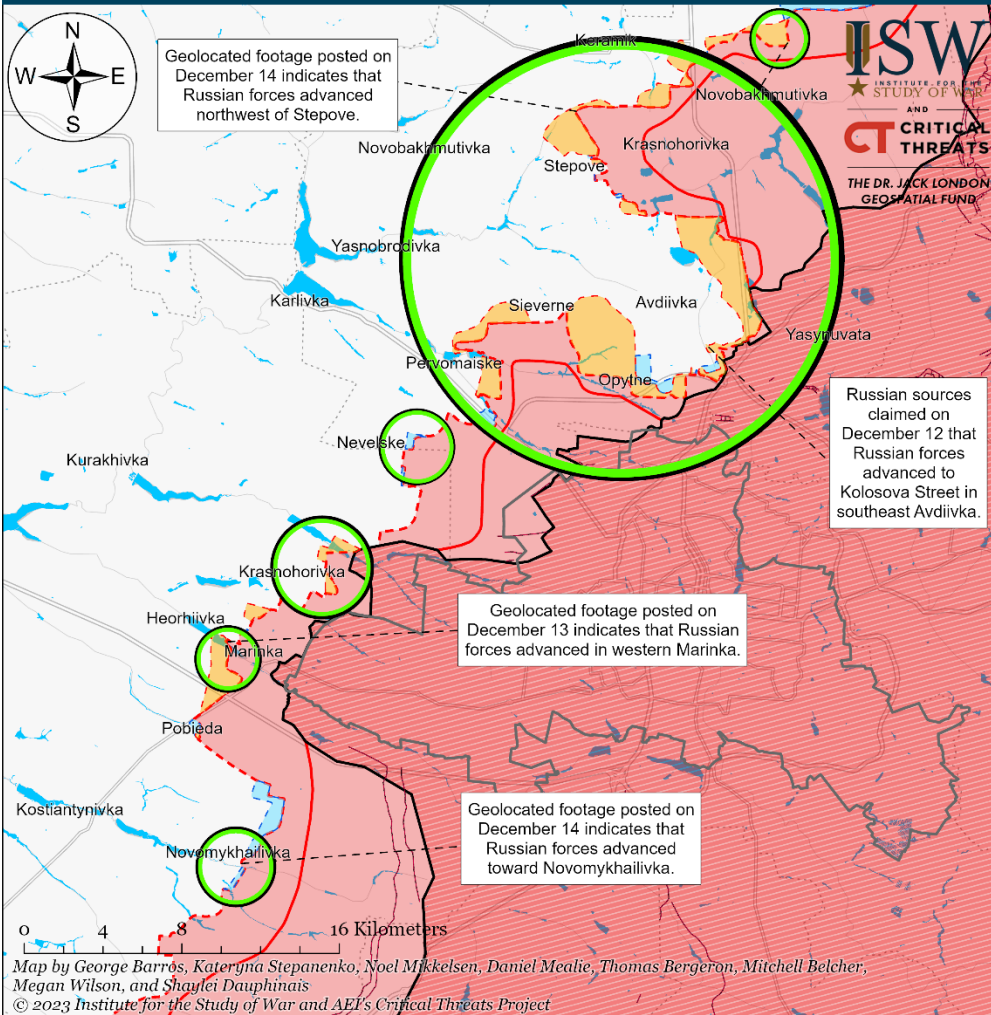 N
W E
S
Geolocated footage posted on
December 14 indicates that
Russian forces advanced
northwest of Stepove.
Keramik
ISW
INSTITUTE FOR THE
STUDY OF WAR
AND
CT CRITICAL
THREATS
THE DR. JACK LONDON
GEOSPATIAL FUND
Novobakhmutivka
Novobakhmutivka
Krasnohorivka
Stepove
Yasnobrodivka
Karlivka
Sieverne
Avdiivka
Yasynuvata
Pervomaiske
Opytne
Russian sources
claimed on
December 12 that
Russian forces
advanced to
Kolosova Street in
southeast Avdiivka.
Nevelske
Kurakhivka
Krasnohorivka
Heorhiivka
Marinka
Geolocated footage posted on
December 13 indicates that Russian
forces advanced in western Marinka.
Pobieda
Kostiantynivka
Novomykhailivka
Geolocated footage posted on
December 14 indicates that
Russian forces advanced
toward Novomykhailivka.
0 4 8 16 Kilometers
Map by George Barros, Kateryna Stepanenko, Noel Mikkelsen, Daniel Mealie, Thomas Bergeron, Mitchell Belcher,
Megan Wilson, and Shaylei Dauphinais
© 2023 Institute for the Study of War and AEI's Critical Threats Project